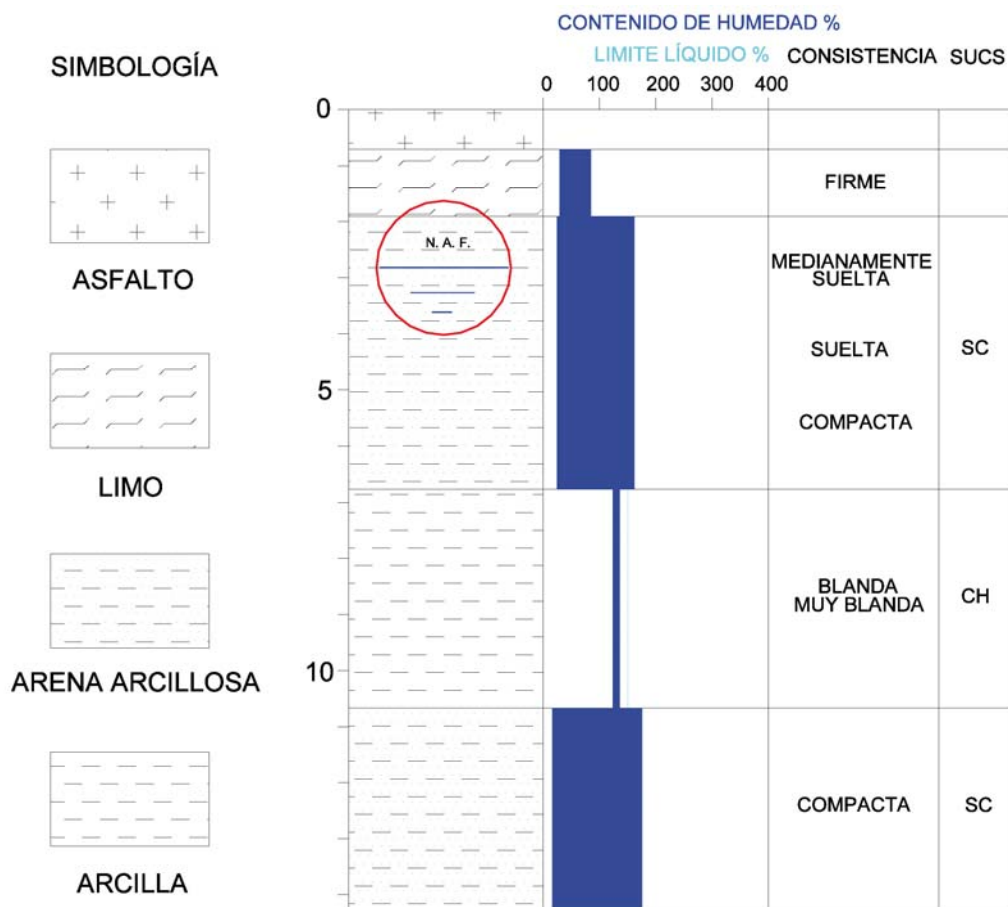 CONTENIDO DE HUMEDAD %
LIMITE LÍQUIDO %
CONSISTENCIA
SUCS
0 100 200 300 400
SIMBOLOGÍA
ASFALTO
LIMO
ARENA ARCILLOSA
ARCILLA
0
5
10
N. A. F.
FIRME
MEDIANAMENTE
SUELTA
SUELTA
COMPACTA
SC
BLANDA
MUY BLANDA
CH
COMPACTA
SC